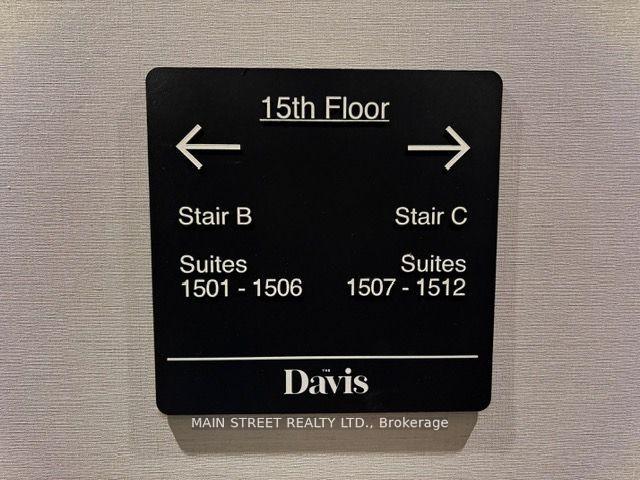 15th Floor
← →
Stair B Stair C
Suites Suites
1501 - 1506 1507 - 1512
THE
Davis
MAIN STREET REALTY LTD., Brokerage